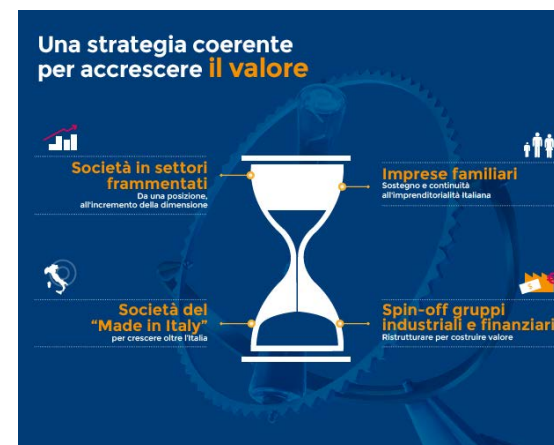 Una strategia coerente
per accrescere il valore
Società in settori
frammentati
Da una posizione,
all'incremento della dimensione
Imprese familiari
Sostegno e continuità
all'imprenditorialità Italiana
Società del
"Made in Italy"
per crescere oltre l'Italia
Spin-off gruppi
industriali e finanziari
Ristrutturare per costruire valore